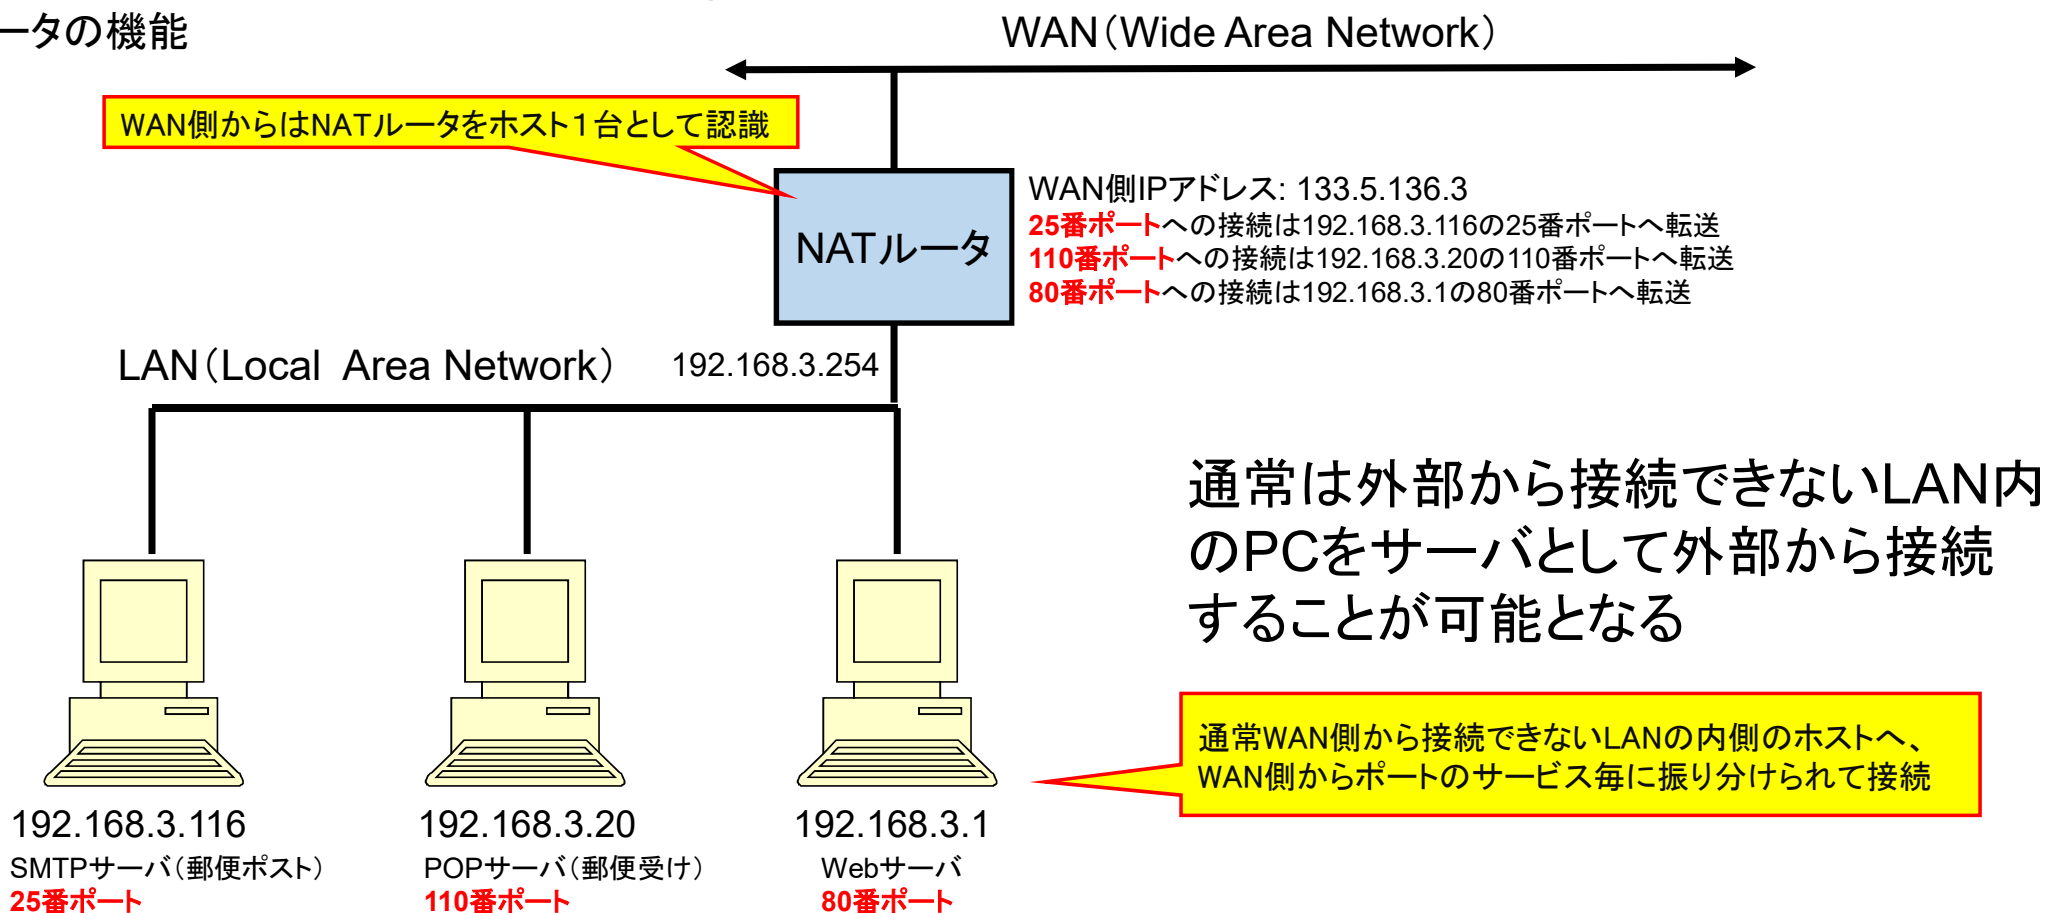 ータの機能
WAN（Wide Area Network）
WAN側からはNATルータをホスト１台として認識
NATルータ
WAN側IPアドレス: 133.5.136.3
25番ポートへの接続は192.168.3.116の25番ポートへ転送
110番ポートへの接続は192.168.3.20の110番ポートへ転送
80番ポートへの接続は192.168.3.1の80番ポートへ転送
LAN（Local Area Network）
192.168.3.254
通常は外部から接続できないLAN内
のPCをサーバとして外部から接続
することが可能となる
通常WAN側から接続できないLANの内側のホストへ、
WAN側からポートのサービス毎に振り分けられて接続
192.168.3.116
SMTPサーバ（郵便ポスト）
25番ポート
192.168.3.20
POPサーバ（郵便受け）
110番ポート
192.168.3.1
Webサーバ
80番ポート